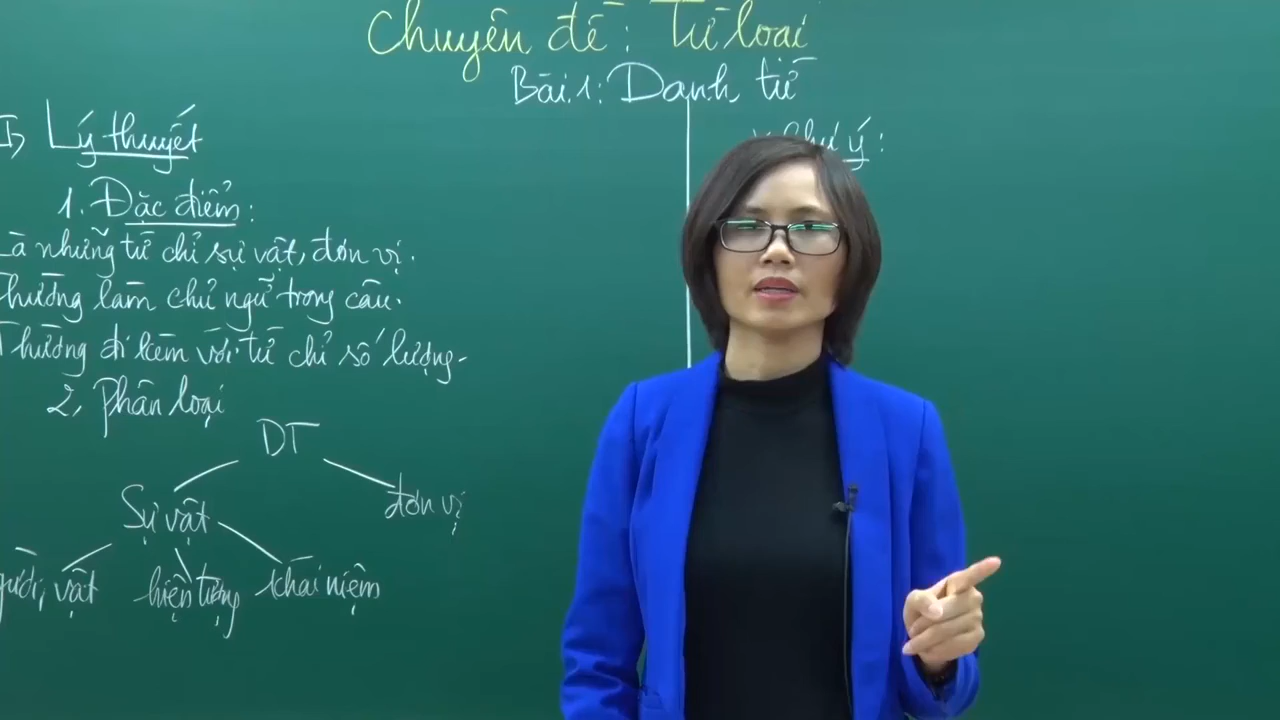 Chuyên đề: Từ loại
Bài 1: Danh từ
I, Lý thuyết
1. Đặc điểm:
Là những từ chỉ sự vật, đơn vị.
Thường làm chủ ngữ trong câu.
Thường đi kèm với từ chỉ số lượng.
2, Phân loại
DT
Sự vật
đơn vị
vật
hiện tượng
khái niệm
ý: